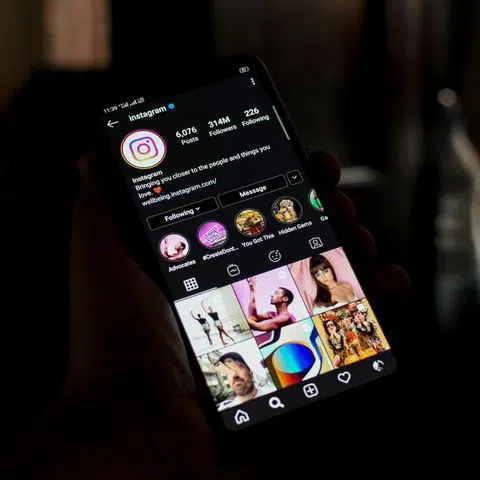 11:39
Instagram
6,076 314M 226
Posts Followers Following
Instagram
Bringing you closer to the people and things you
love. ❤️
wellbeing.instagram.com/
Following Message
Advocates #CreateDont... You Got This Hidden Gems Ga